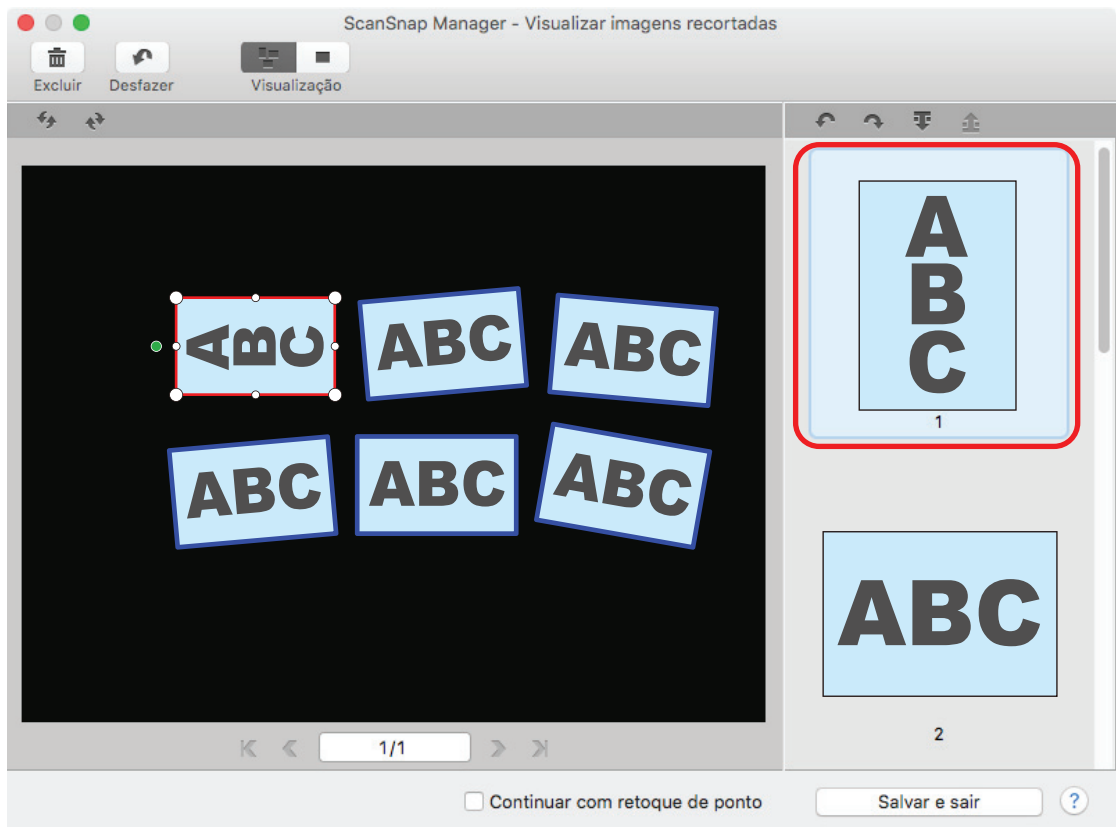 ScanSnap Manager - Visualizar imagens recortadas
Excluir Desfazer Visualização
ABC ABC ABC
ABC ABC ABC
1/1
A
B
C
1
ABC
2
Continuar com retoque de ponto Salvar e sair ?